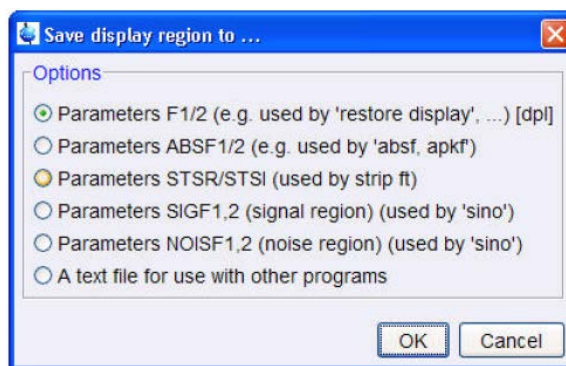 Save display region to ...
Options
Parameters F1/2 (e.g. used by 'restore display', ...) [dpl]
Parameters ABSF1/2 (e.g. used by 'absf, apkf')
Parameters STSR/STSI (used by strip ft)
Parameters SIGF1,2 (signal region) (used by 'sino')
Parameters NOISF1,2 (noise region) (used by 'sino')
A text file for use with other programs
OK Cancel